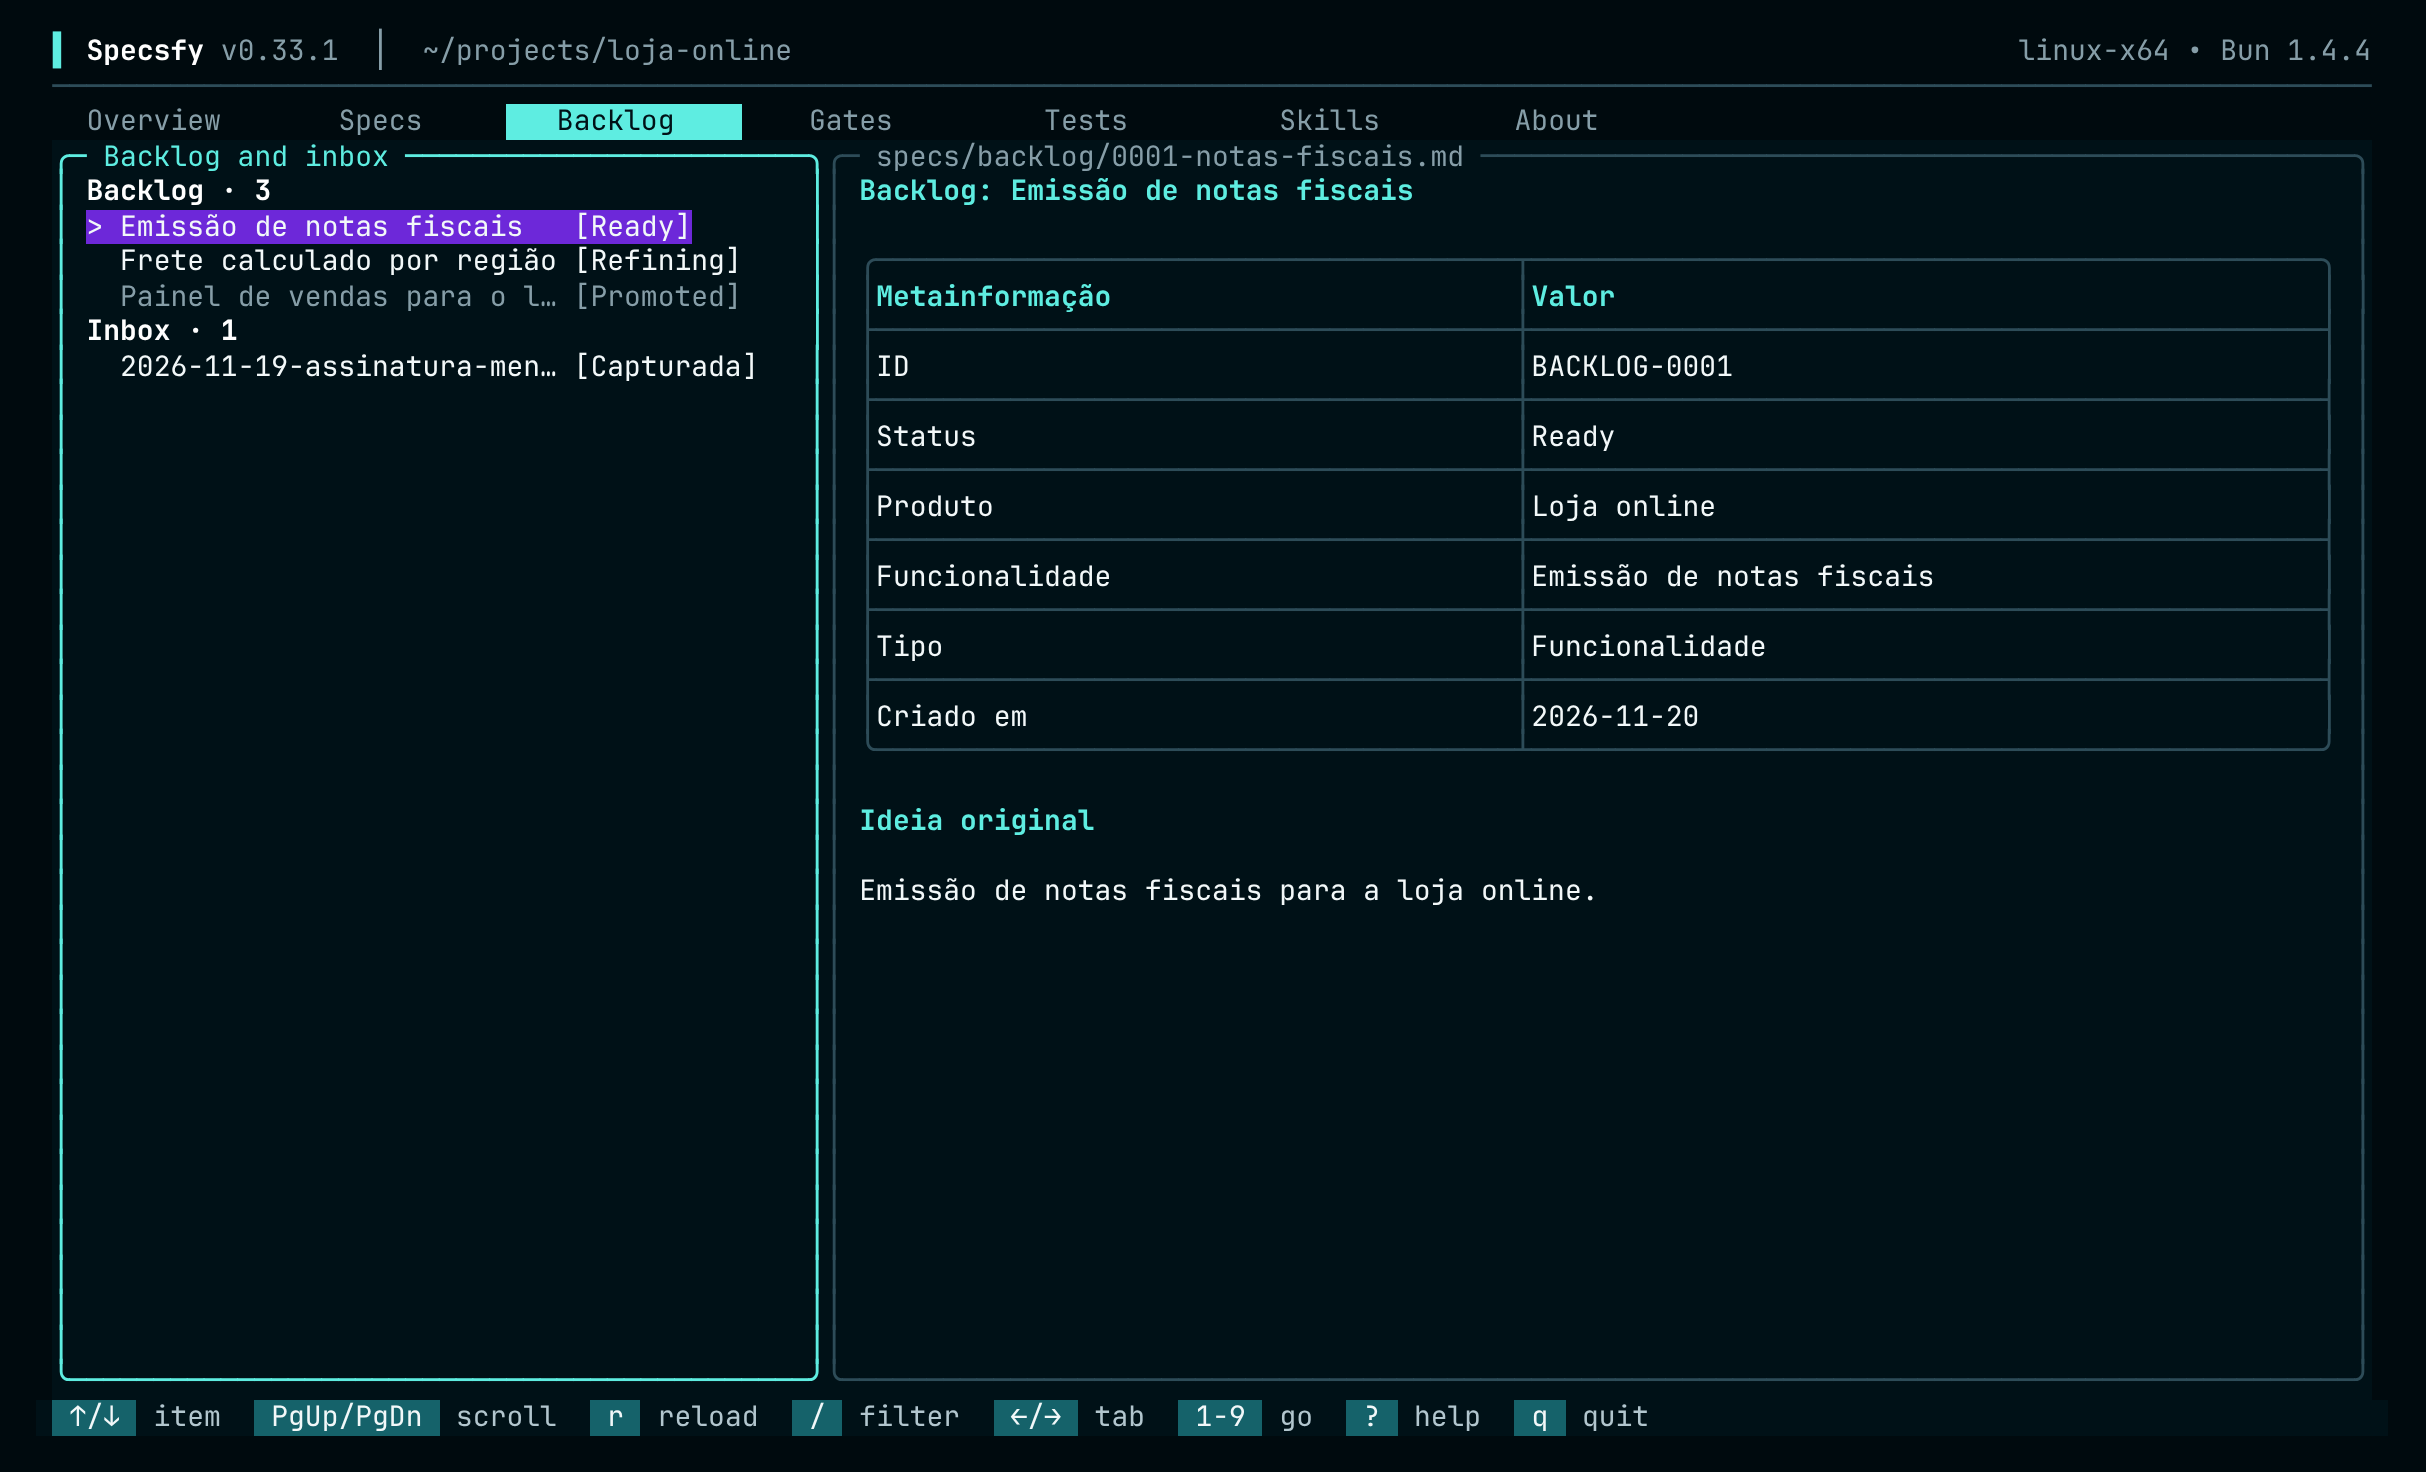 Specsfy v0.33.1 │ ~/projects/loja-online linux-x64 • Bun 1.4.4
Overview Specs Backlog Gates Tests Skills About
Backlog and inbox
Backlog · 3
> Emissão de notas fiscais [Ready]
Frete calculado por região [Refining]
Painel de vendas para o l… [Promoted]
Inbox · 1
2026-11-19-assinatura-men… [Capturada]
specs/backlog/0001-notas-fiscais.md
Backlog: Emissão de notas fiscais
Metainformação Valor
ID BACKLOG-0001
Status Ready
Produto Loja online
Funcionalidade Emissão de notas fiscais
Tipo Funcionalidade
Criado em 2026-11-20
Ideia original
Emissão de notas fiscais para a loja online.
↑/↓ item PgUp/PgDn scroll r reload / filter ←/→ tab 1-9 go ? help q quit